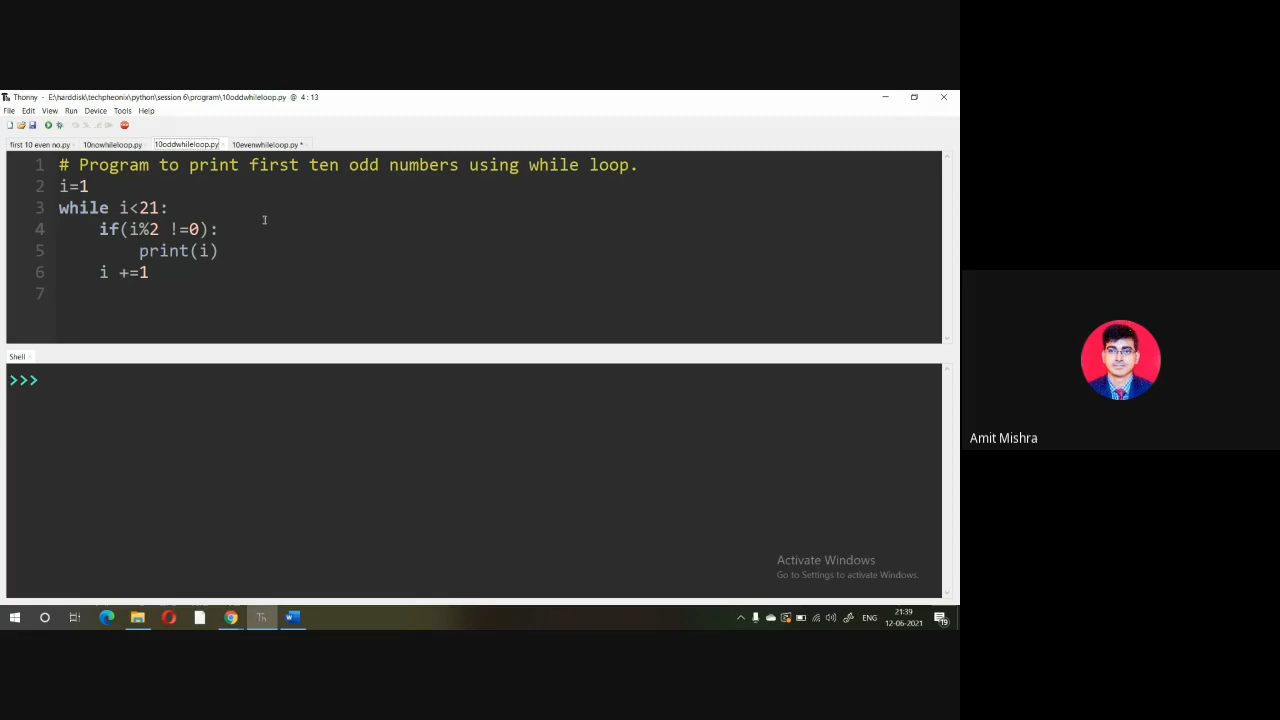 Thonny - E:\harddisk\techpheonix\python\session 6\program\10oddwhileloop.py @ 4 : 13
File Edit View Run Device Tools Help
first 10 even no.py 10nowhileloop.py 10oddwhileloop.py 10evenwhileloop.py *
1 # Program to print first ten odd numbers using while loop.
2 i=1
3 while i<21:
4 if(i%2 !=0):
5 print(i)
6 i +=1
7
Shell
>>>
Amit Mishra
Activate Windows
Go to Settings to activate Windows.
ENG
21:39
12-06-2021
19